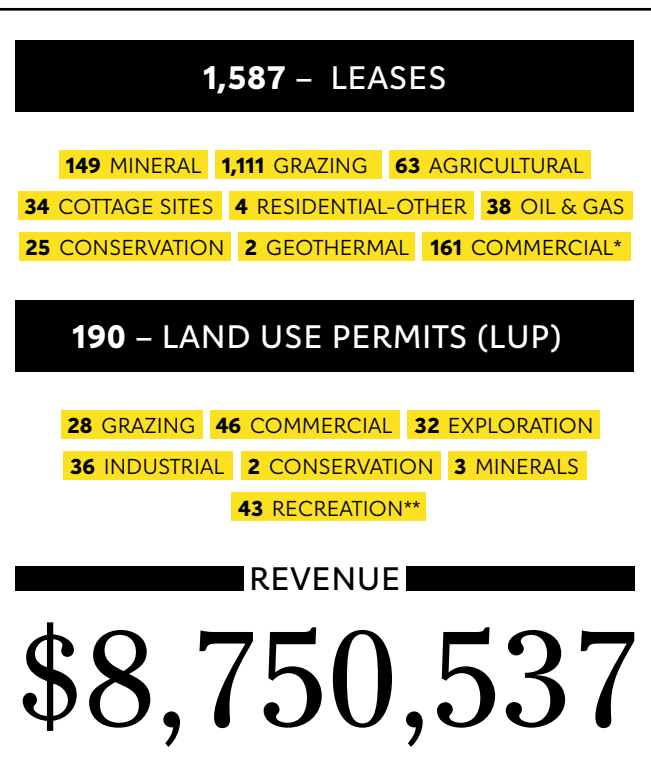 1,587 – LEASES
149 MINERAL 1,111 GRAZING 63 AGRICULTURAL
34 COTTAGE SITES 4 RESIDENTIAL-OTHER 38 OIL & GAS
25 CONSERVATION 2 GEOTHERMAL 161 COMMERCIAL*
190 – LAND USE PERMITS (LUP)
28 GRAZING 46 COMMERCIAL 32 EXPLORATION
36 INDUSTRIAL 2 CONSERVATION 3 MINERALS
43 RECREATION**
REVENUE
$8,750,537